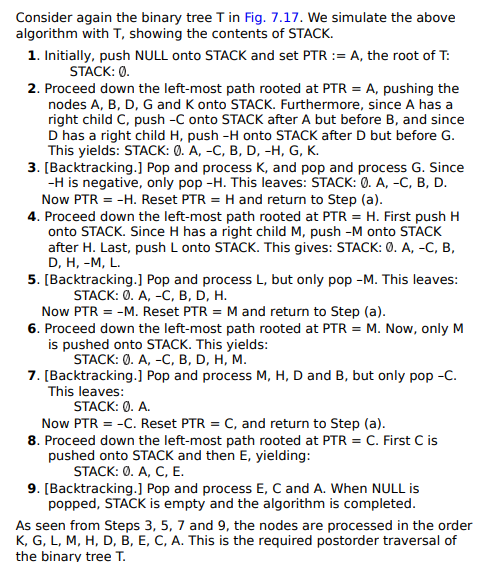 Consider again the binary tree T in Fig. 7.17. We simulate the above
algorithm with T, showing the contents of STACK.
1. Initially, push NULL onto STACK and set PTR := A, the root of T:
STACK: ∅.
2. Proceed down the left-most path rooted at PTR = A, pushing the
nodes A, B, D, G and K onto STACK. Furthermore, since A has a
right child C, push –C onto STACK after A but before B, and since
D has a right child H, push –H onto STACK after D but before G.
This yields: STACK: ∅. A, –C, B, D, –H, G, K.
3. [Backtracking.] Pop and process K, and pop and process G. Since
–H is negative, only pop –H. This leaves: STACK: ∅. A, –C, B, D.
Now PTR = –H. Reset PTR = H and return to Step (a).
4. Proceed down the left-most path rooted at PTR = H. First push H
onto STACK. Since H has a right child M, push –M onto STACK
after H. Last, push L onto STACK. This gives: STACK: ∅. A, –C, B,
D, H, –M, L.
5. [Backtracking.] Pop and process L, but only pop –M. This leaves:
STACK: ∅. A, –C, B, D, H.
Now PTR = –M. Reset PTR = M and return to Step (a).
6. Proceed down the left-most path rooted at PTR = M. Now, only M
is pushed onto STACK. This yields:
STACK: ∅. A, –C, B, D, H, M.
7. [Backtracking.] Pop and process M, H, D and B, but only pop –C.
This leaves:
STACK: ∅. A.
Now PTR = –C. Reset PTR = C, and return to Step (a).
8. Proceed down the left-most path rooted at PTR = C. First C is
pushed onto STACK and then E, yielding:
STACK: ∅. A, C, E.
9. [Backtracking.] Pop and process E, C and A. When NULL is
popped, STACK is empty and the algorithm is completed.
As seen from Steps 3, 5, 7 and 9, the nodes are processed in the order
K, G, L, M, H, D, B, E, C, A. This is the required postorder traversal of
the binary tree T.